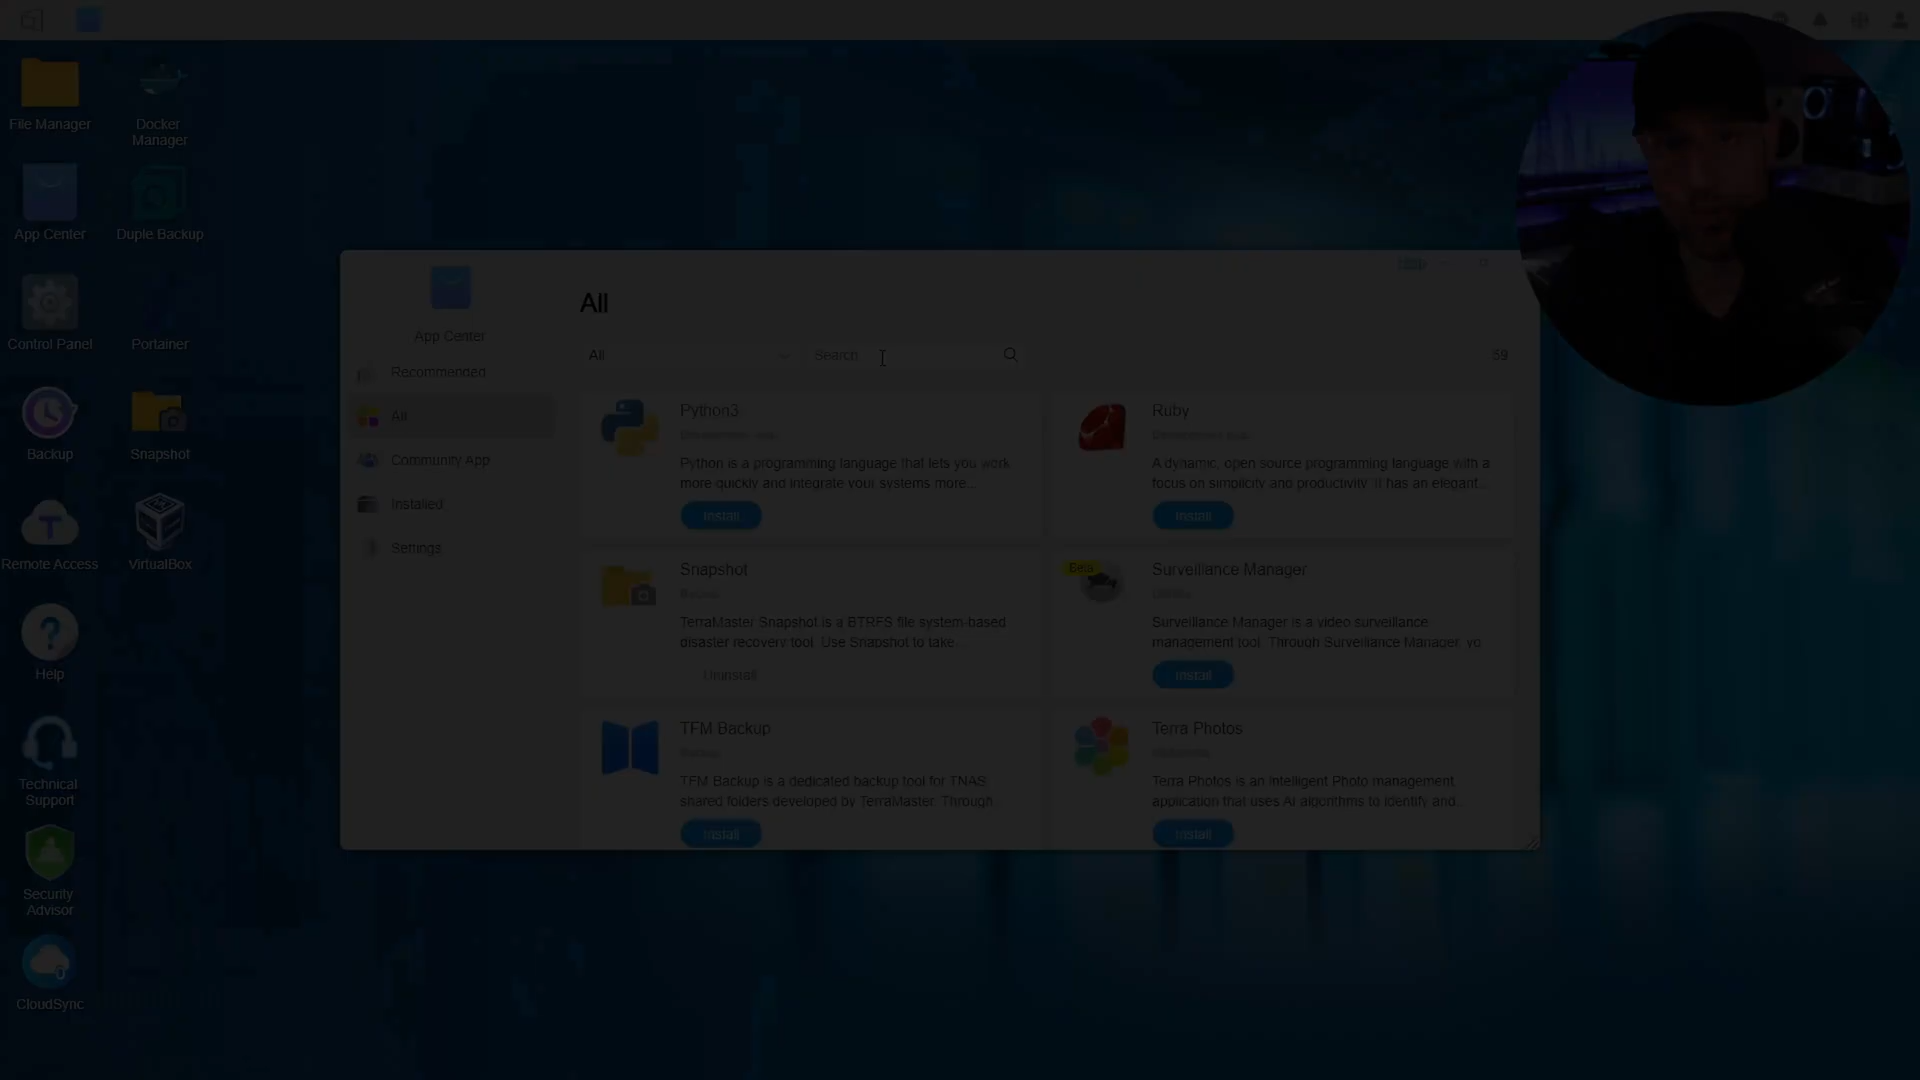 File Manager
Docker
Manager
App Center
Duple Backup
Control Panel
Portainer
Backup
Snapshot
Remote Access
VirtualBox
Help
Technical
Support
Security
Advisor
CloudSync
App Center
Recommended
All
Community App
Installed
Settings
All
All
Search
59
Python3
Python is a programming language that lets you work
more quickly and integrate your systems more...
Install
Ruby
A dynamic, open source programming language with a
focus on simplicity and productivity. It has an elegant...
Install
Snapshot
Backup
TerraMaster Snapshot is a BTRFS file system-based
disaster recovery tool. Use Snapshot to take...
Uninstall
Beta
Surveillance Manager
Surveillance Manager is a video surveillance
management tool. Through Surveillance Manager, yo
Install
TFM Backup
Backup
TFM Backup is a dedicated backup tool for TNAS
shared folders developed by TerraMaster. Through...
Install
Terra Photos
Terra Photos is an intelligent Photo management
application that uses AI algorithms to identify and...
Install